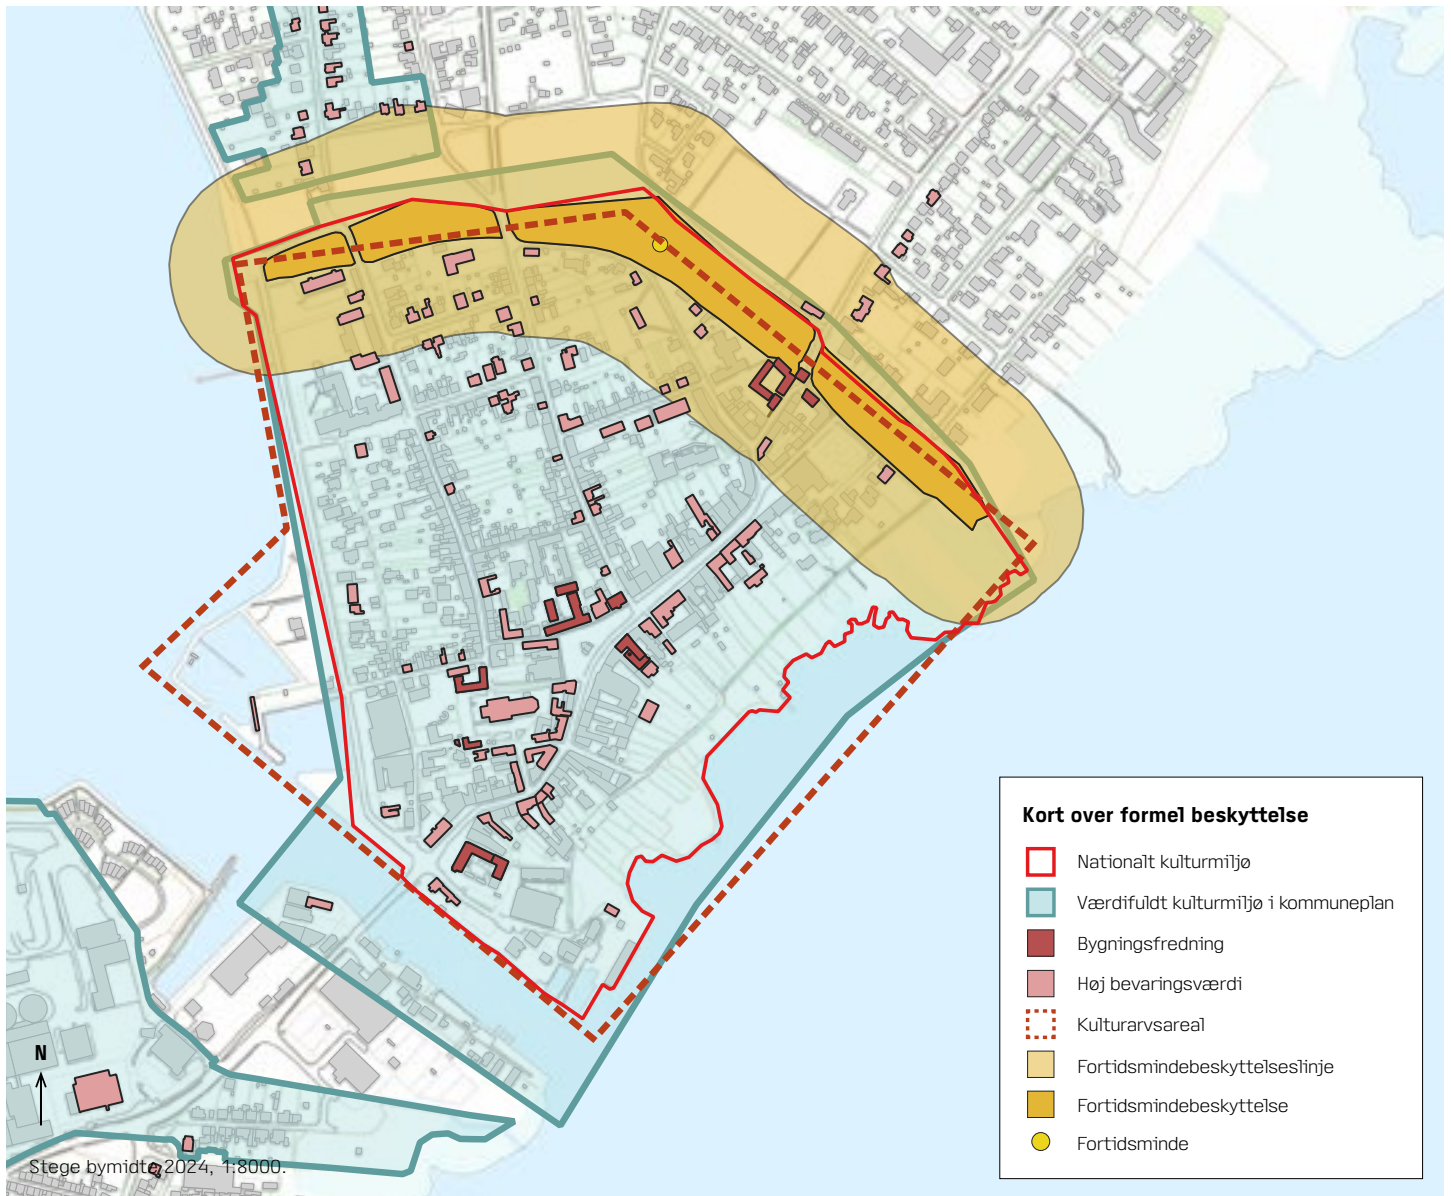 Kort over formel beskyttelse
Nationalt kulturmiljø
Værdifuldt kulturmiljø i kommuneplan
Bygningsfredning
Høj bevaringsværdi
Kulturarvsareal
Fortidsmindebeskyttelseslinje
Fortidsmindebeskyttelse
Fortidsminde
N
Stege bymidte 2024, 1:8000.